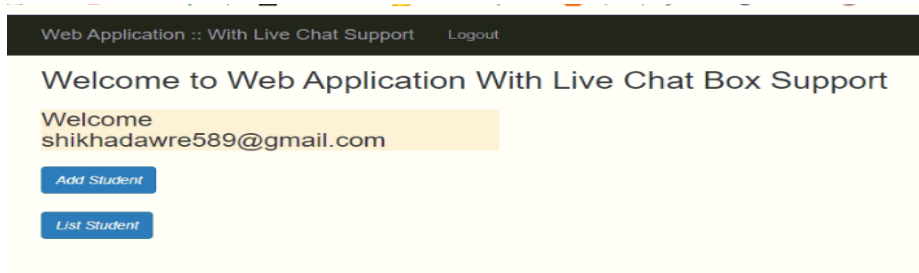 Web Application :: With Live Chat Support Logout
Welcome to Web Application With Live Chat Box Support
Welcome
shikhadawre589@gmail.com
Add Student
List Student